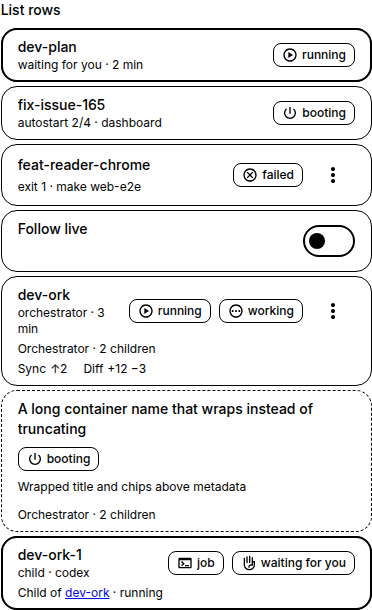 List rows
dev-plan
waiting for you · 2 min
running
fix-issue-165
autostart 2/4 · dashboard
booting
feat-reader-chrome
exit 1 · make web-e2e
failed
Follow live
dev-ork
orchestrator · 3
min
running
working
Orchestrator · 2 children
Sync ↑2 Diff +12 −3
A long container name that wraps instead of
truncating
booting
Wrapped title and chips above metadata
Orchestrator · 2 children
dev-ork-1
child · codex
job
waiting for you
Child of dev-ork · running